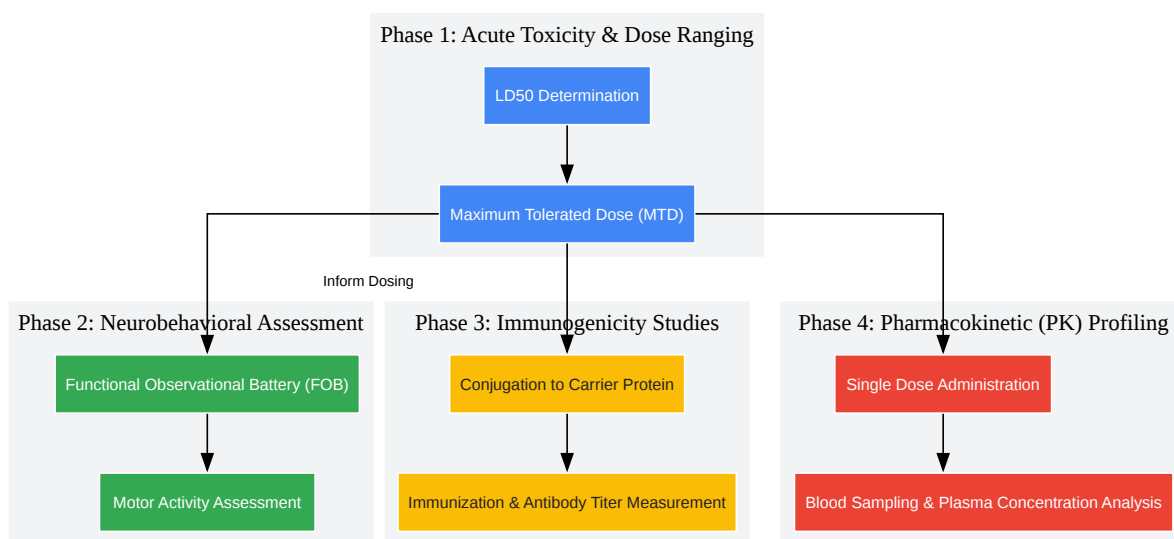 Phase 1: Acute Toxicity & Dose Ranging
LD50 Determination
Maximum Tolerated Dose (MTD)
Inform Dosing
Phase 2: Neurobehavioral Assessment
Functional Observational Battery (FOB)
Motor Activity Assessment
Phase 3: Immunogenicity Studies
Conjugation to Carrier Protein
Immunization & Antibody Titer Measurement
Phase 4: Pharmacokinetic (PK) Profiling
Single Dose Administration
Blood Sampling & Plasma Concentration Analysis